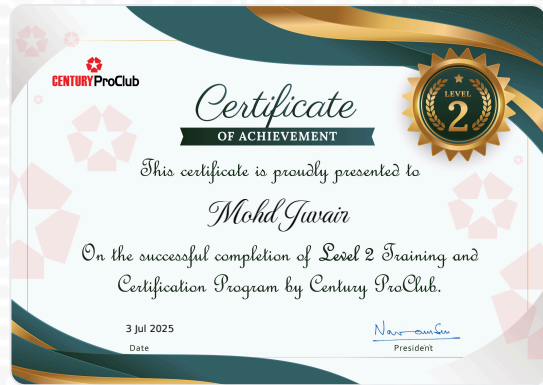 CENTURY ProClub
LEVEL
2
Certificate
OF ACHIEVEMENT
This certificate is proudly presented to
Mohd Juvair
On the successful completion of Level 2 Training and
Certification Program by Century ProClub.
3 Jul 2025
Date
President